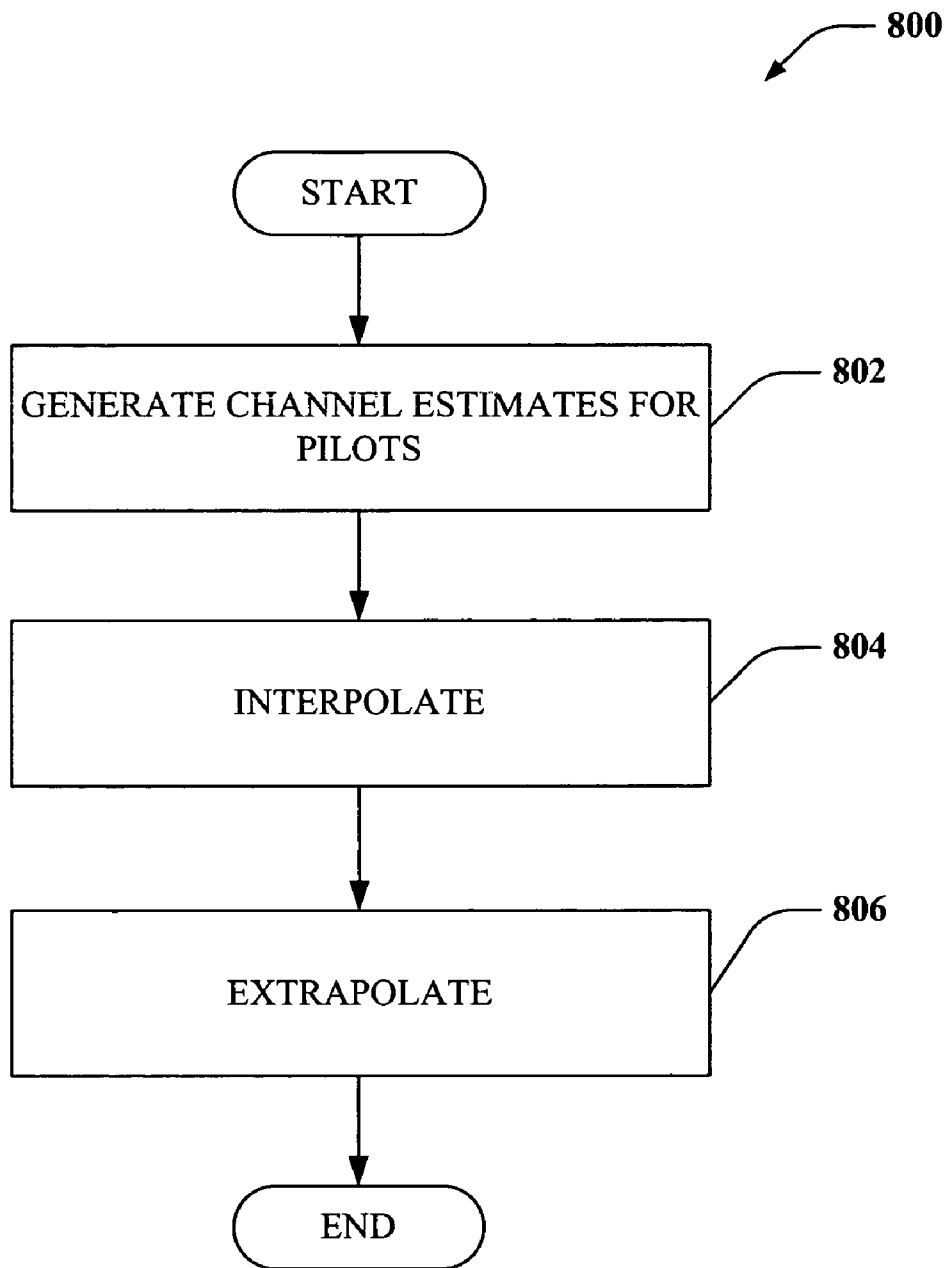 800
START
802
GENERATE CHANNEL ESTIMATES FOR
PILOTS
804
INTERPOLATE
806
EXTRAPOLATE
END